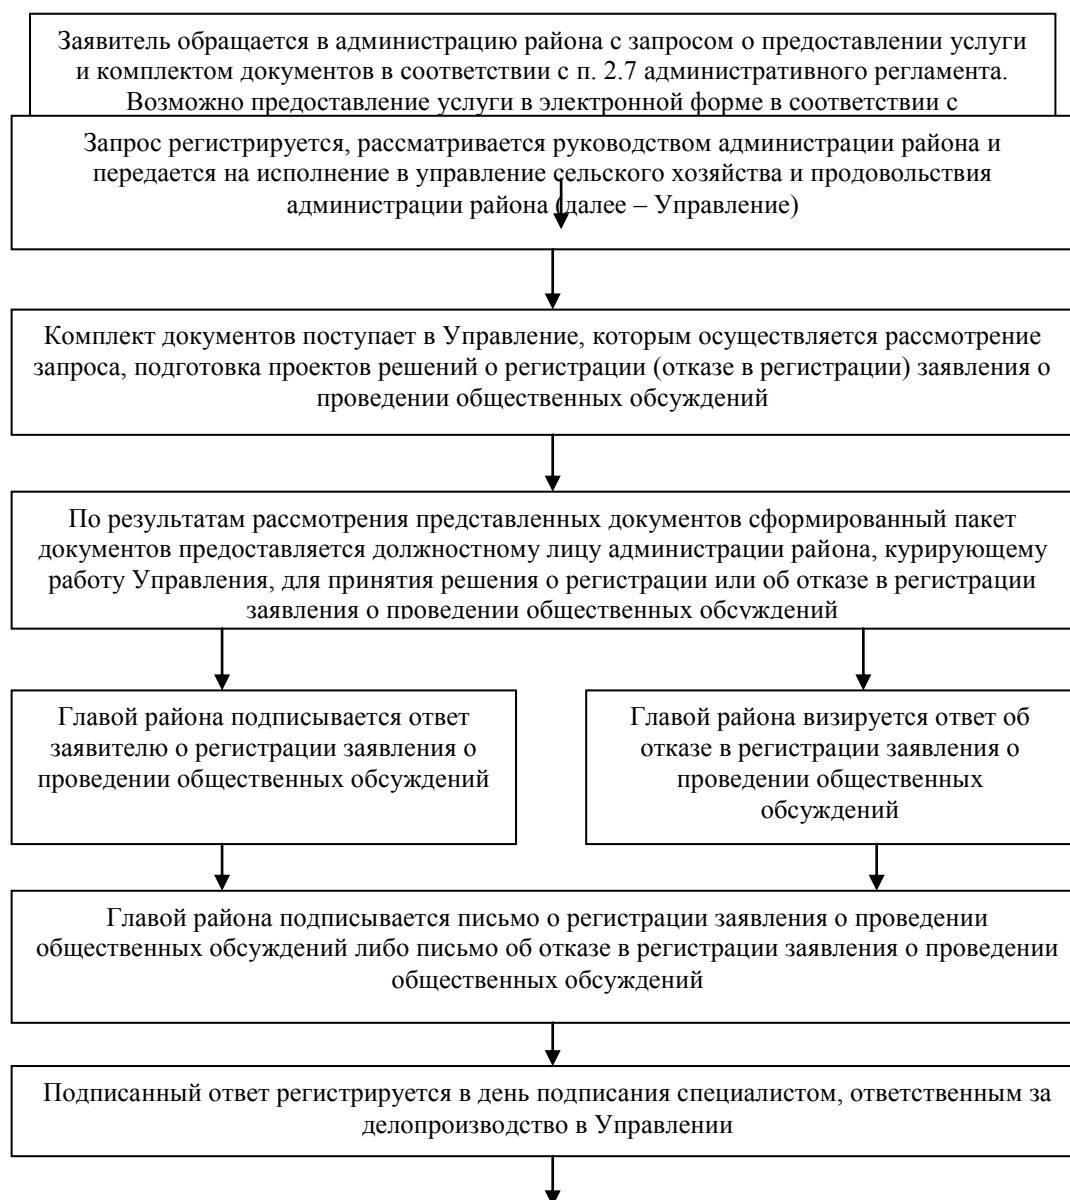 Заявитель обращается в администрацию района с запросом о предоставлении услуги
и комплектом документов в соответствии с п. 2.7 административного регламента.
Возможно предоставление услуги в электронной форме в соответствии с
Запрос регистрируется, рассматривается руководством администрации района и
передается на исполнение в управление сельского хозяйства и продовольствия
администрации района (далее – Управление)
Комплект документов поступает в Управление, которым осуществляется рассмотрение
запроса, подготовка проектов решений о регистрации (отказе в регистрации) заявления о
проведении общественных обсуждений
По результатам рассмотрения представленных документов сформированный пакет
документов предоставляется должностному лицу администрации района, курирующему
работу Управления, для принятия решения о регистрации или об отказе в регистрации
заявления о проведении общественных обсуждений
Главой района подписывается ответ
заявителю о регистрации заявления о
проведении общественных обсуждений
Главой района визируется ответ об
отказе в регистрации заявления о
проведении общественных
обсуждений
Главой района подписывается письмо о регистрации заявления о проведении
общественных обсуждений либо письмо об отказе в регистрации заявления о проведении
общественных обсуждений
Подписанный ответ регистрируется в день подписания специалистом, ответственным за
делопроизводство в Управлении